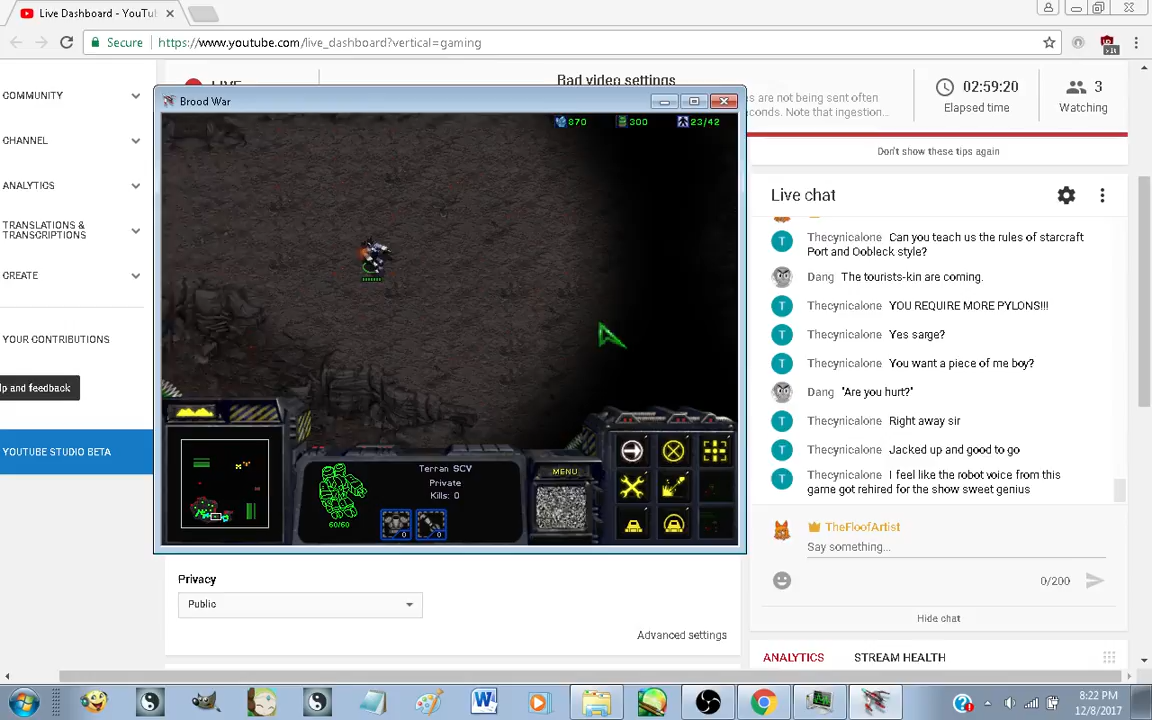 Live Dashboard - YouTu
Secure
https://www.youtube.com/live_dashboard?vertical=gaming
COMMUNITY
CHANNEL
ANALYTICS
TRANSLATIONS &
TRANSCRIPTIONS
CREATE
YOUR CONTRIBUTIONS
lp and feedback
YOUTUBE STUDIO BETA
LIVE
Bad video settings
es are not being sent often
conds. Note that ingestion...
02:59:20
Elapsed time
3
Watching
Don't show these tips again
Brood War
870
300
23/42
Terran SCV
Private
Kills: 0
60/60
0
0
MENU
Live chat
Thecynicalone Can you teach us the rules of starcraft
Port and Oobleck style?
Dang The tourists-kin are coming.
Thecynicalone YOU REQUIRE MORE PYLONS!!!
Thecynicalone Yes sarge?
Thecynicalone You want a piece of me boy?
Dang "Are you hurt?"
Thecynicalone Right away sir
Thecynicalone Jacked up and good to go
Thecynicalone I feel like the robot voice from this
game got rehired for the show sweet genius
TheFloofArtist
Say something...
0/200
Hide chat
Privacy
Public
Advanced settings
ANALYTICS
STREAM HEALTH
8:22 PM
12/8/2017